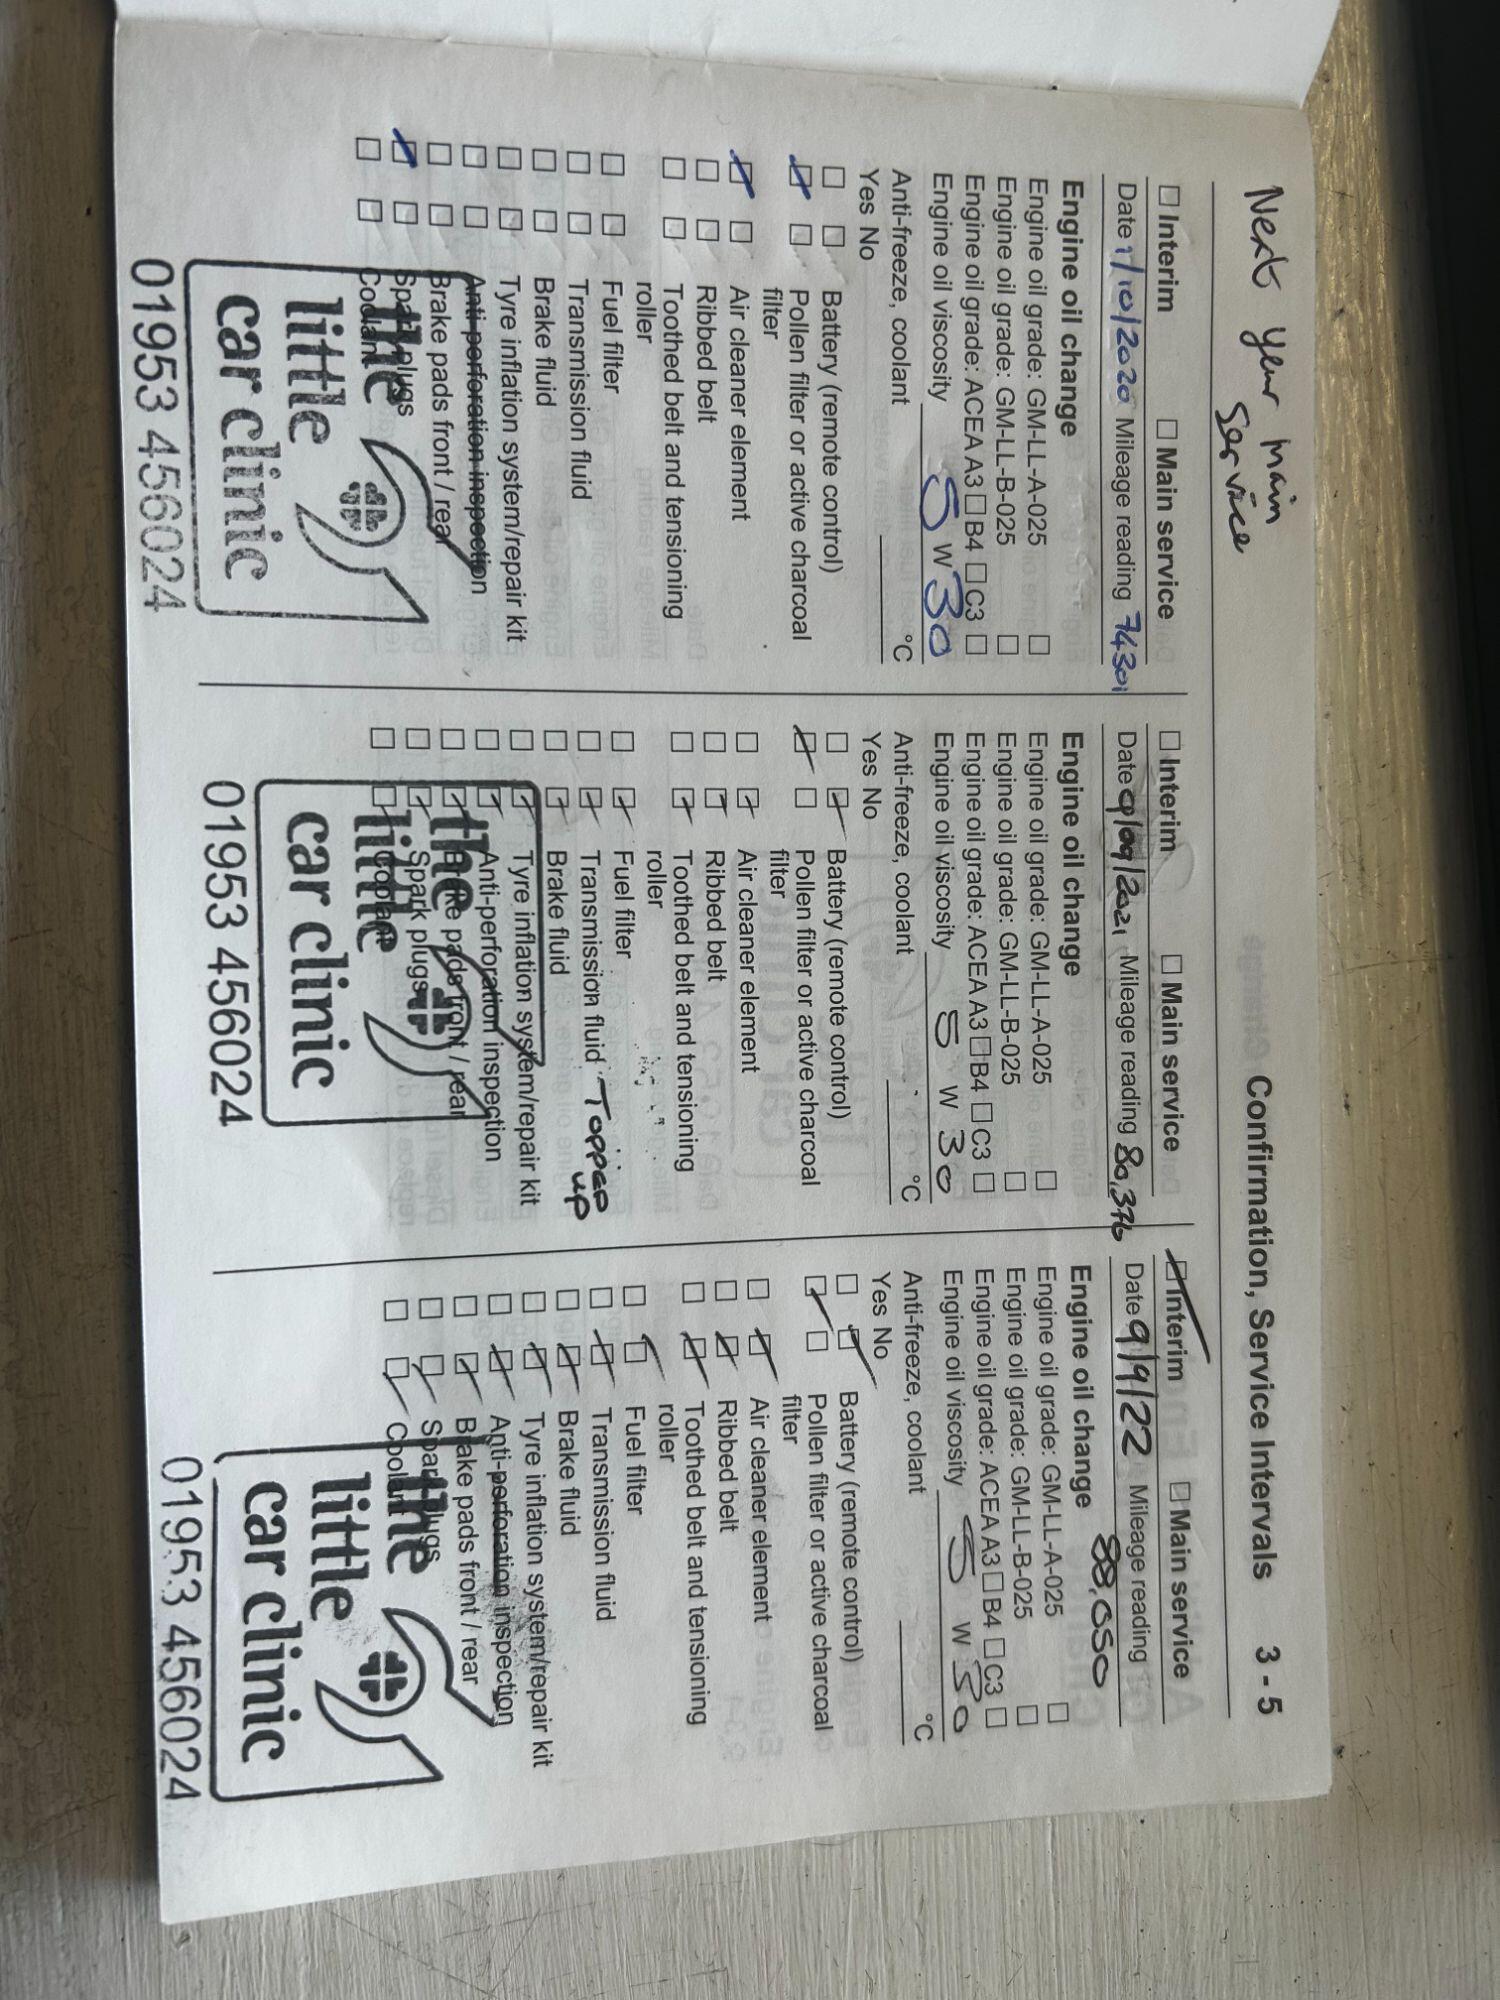 Next year main
service
Confirmation, Service Intervals 3 - 5
Interim Main service
Date 1/10/2020 Mileage reading 74301
Engine oil change
Engine oil grade: GM-LL-A-025
Engine oil grade: GM-LL-B-025
Engine oil grade: ACEA A3 B4 C3
Engine oil viscosity 5 W 30
Anti-freeze, coolant °C
Yes No
Battery (remote control)
Pollen filter or active charcoal
filter
Air cleaner element
Ribbed belt
Toothed belt and tensioning
roller
Fuel filter
Transmission fluid
Brake fluid
Tyre inflation system/repair kit
Anti-perforation inspection
Brake pads front / rear
Spark plugs
Coolant
the
little
car clinic
01953 456024
Interim Main service
Date 9/09/2021 Mileage reading 80,376
Engine oil change
Engine oil grade: GM-LL-A-025
Engine oil grade: GM-LL-B-025
Engine oil grade: ACEA A3 B4 C3
Engine oil viscosity 5 W 30
Anti-freeze, coolant °C
Yes No
Battery (remote control)
Pollen filter or active charcoal
filter
Air cleaner element
Ribbed belt
Toothed belt and tensioning
roller
Fuel filter
Transmission fluid Topped
up
Brake fluid
Tyre inflation system/repair kit
Anti-perforation inspection
Brake pads front / rear
Spark plugs
Coolant
the
little
car clinic
01953 456024
Interim Main service
Date 9/9/22 Mileage reading
88,050
Engine oil change
Engine oil grade: GM-LL-A-025
Engine oil grade: GM-LL-B-025
Engine oil grade: ACEA A3 B4 C3
Engine oil viscosity 5 W 30
Anti-freeze, coolant °C
Yes No
Battery (remote control)
Pollen filter or active charcoal
filter
Air cleaner element
Ribbed belt
Toothed belt and tensioning
roller
Fuel filter
Transmission fluid
Brake fluid
Tyre inflation system/repair kit
Anti-perforation inspection
Brake pads front / rear
Spark plugs
Coolant
the
little
car clinic
01953 456024